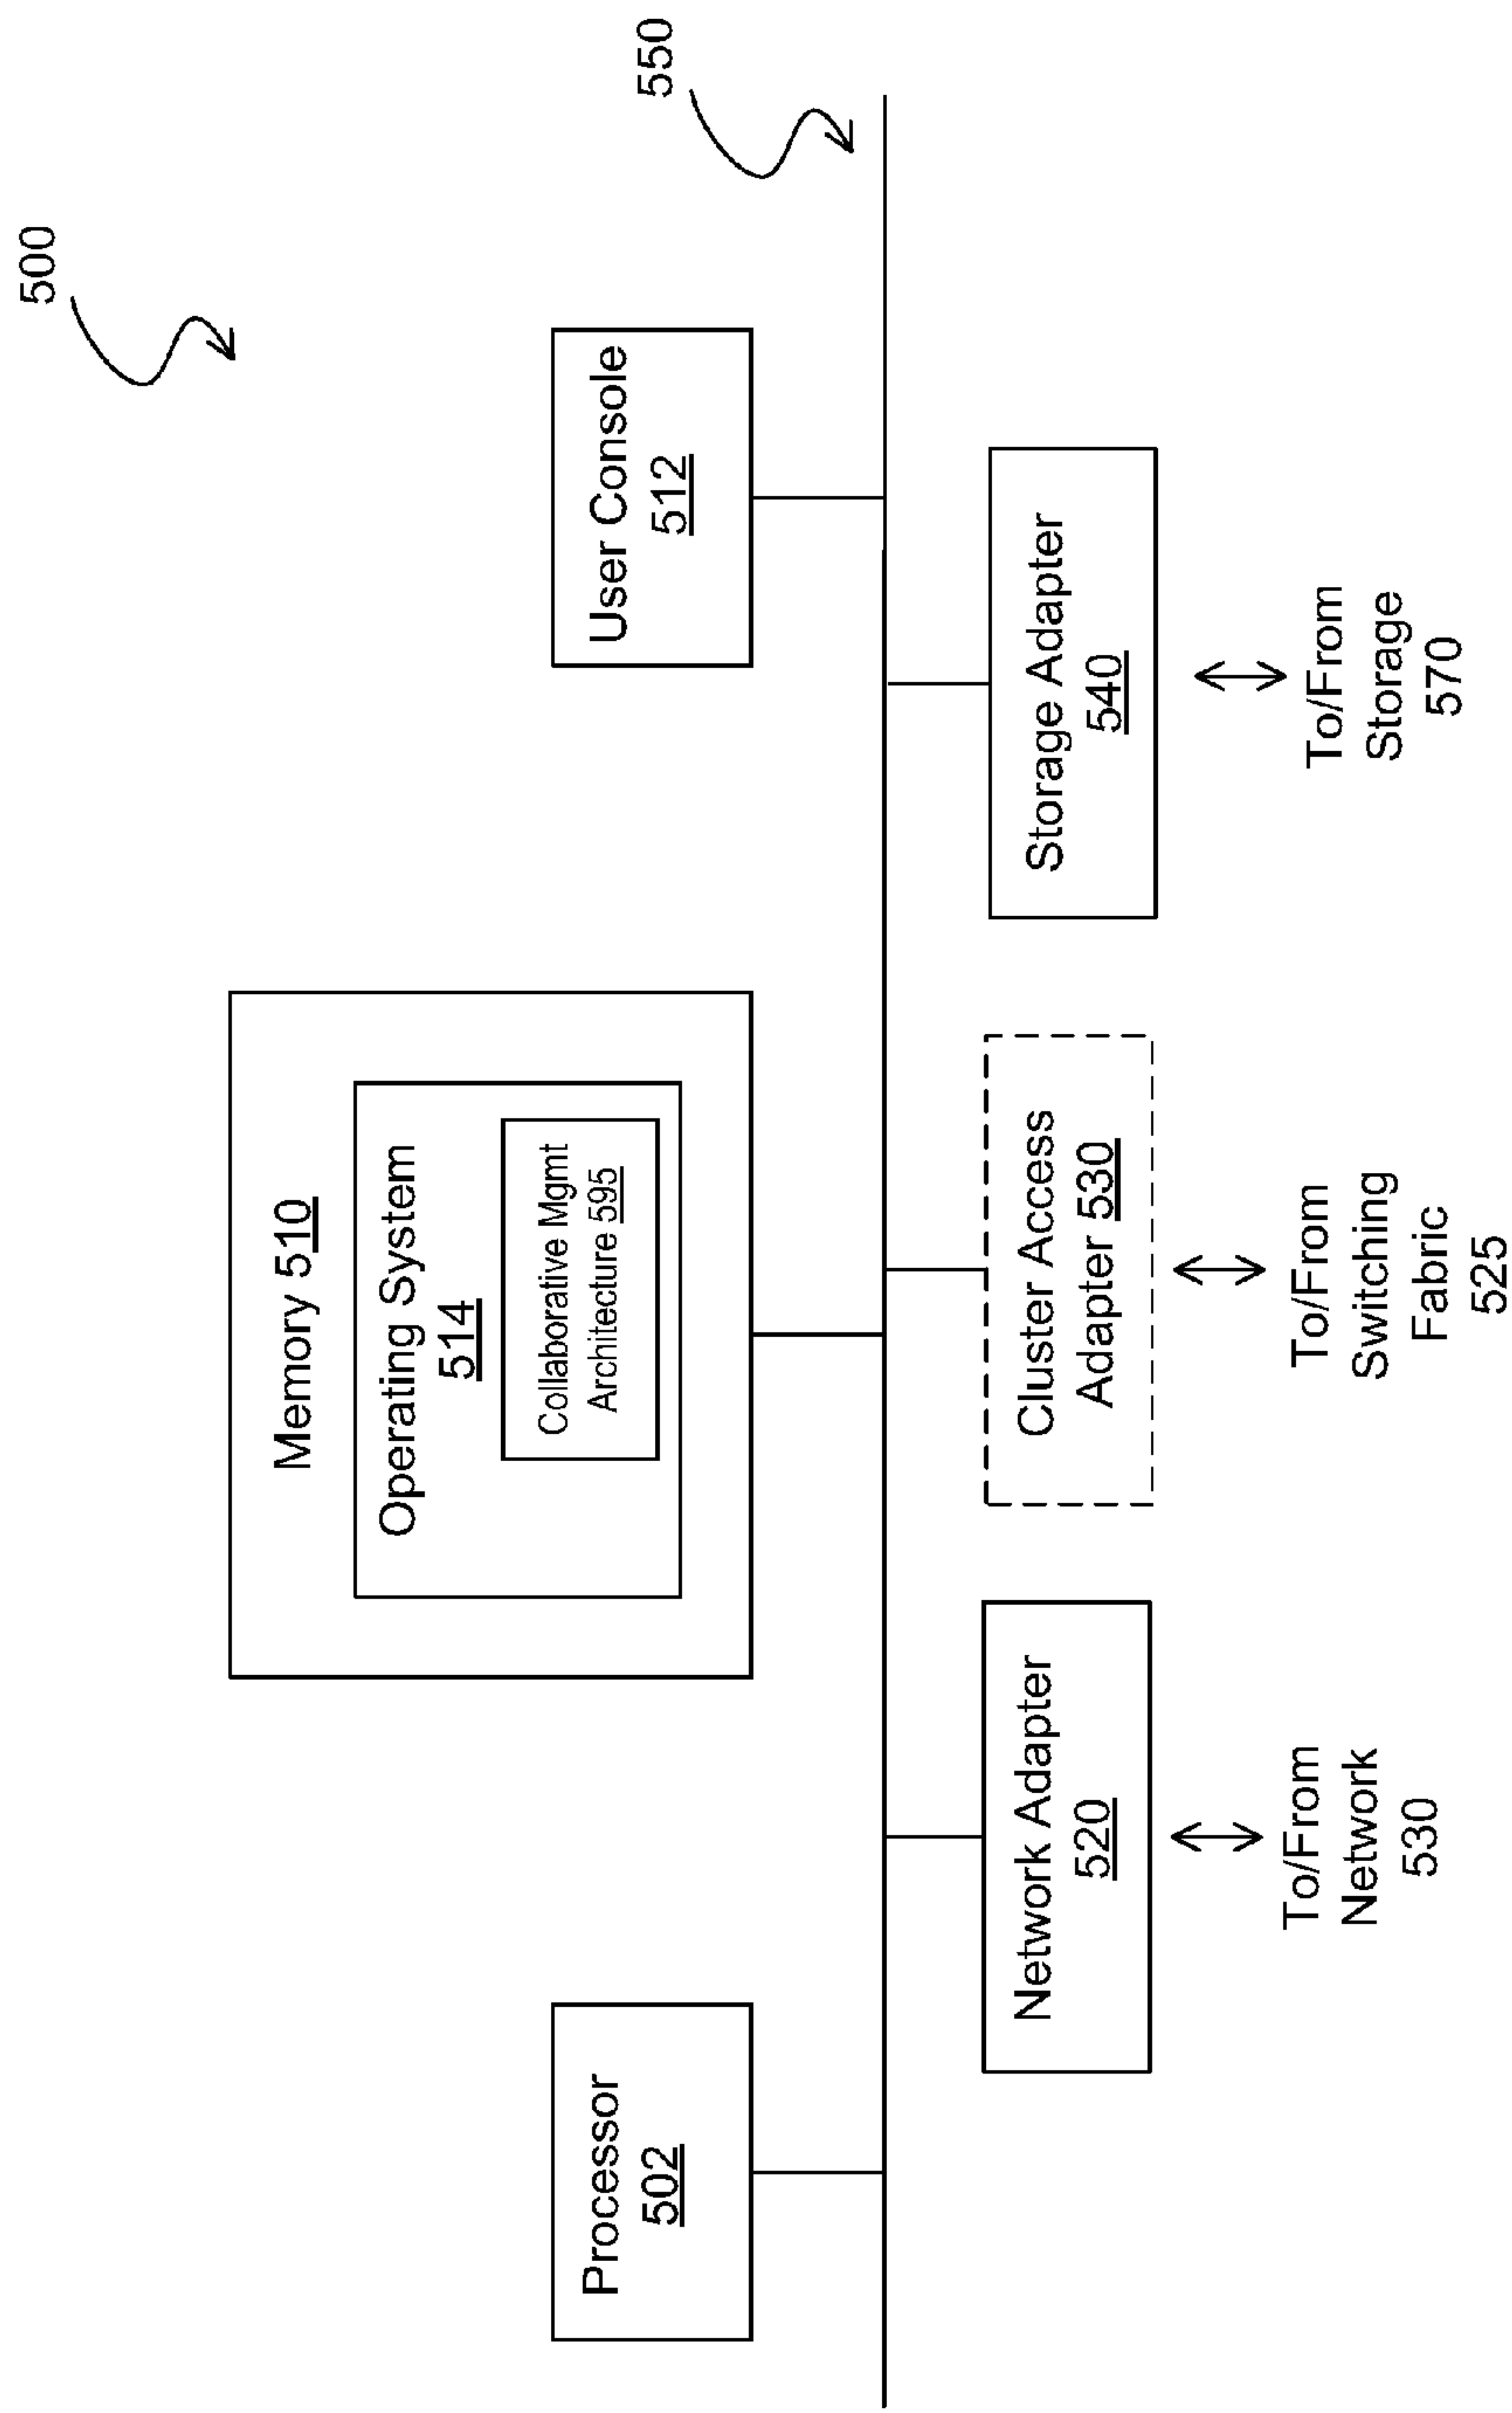 500
550
Processor
502
Memory 510
Operating System
514
Collaborative Mgmt
Architecture 595
User Console
512
Network Adapter
520
Cluster Access
Adapter 530
Storage Adapter
540
To/From
Network
530
To/From
Switching
Fabric
525
To/From
Storage
570